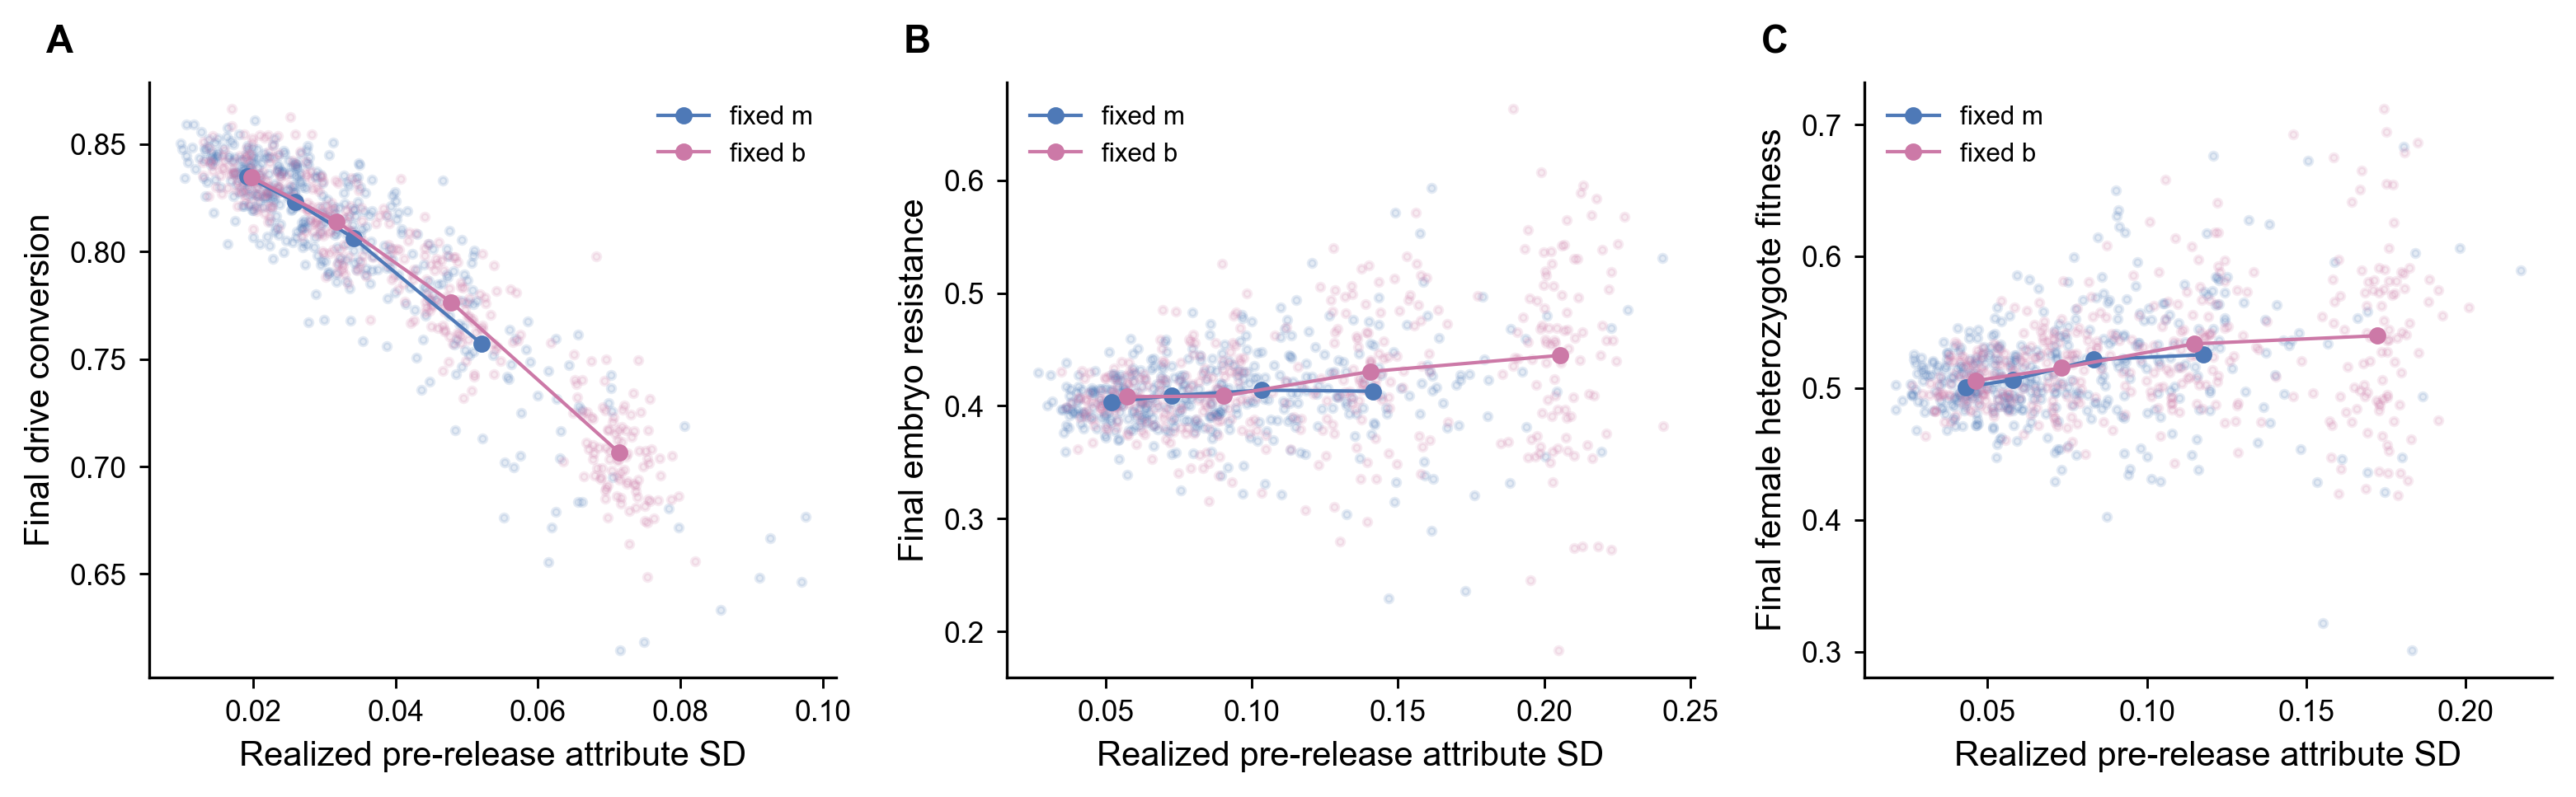 A
fixed m
fixed b
0.85
0.80
0.75
0.70
0.65
Final drive conversion
0.02
0.04
0.06
0.08
0.10
Realized pre-release attribute SD
B
fixed m
fixed b
0.6
0.5
0.4
0.3
0.2
Final embryo resistance
0.05
0.10
0.15
0.20
0.25
Realized pre-release attribute SD
C
fixed m
fixed b
0.7
0.6
0.5
0.4
0.3
Final female heterozygote fitness
0.05
0.10
0.15
0.20
Realized pre-release attribute SD